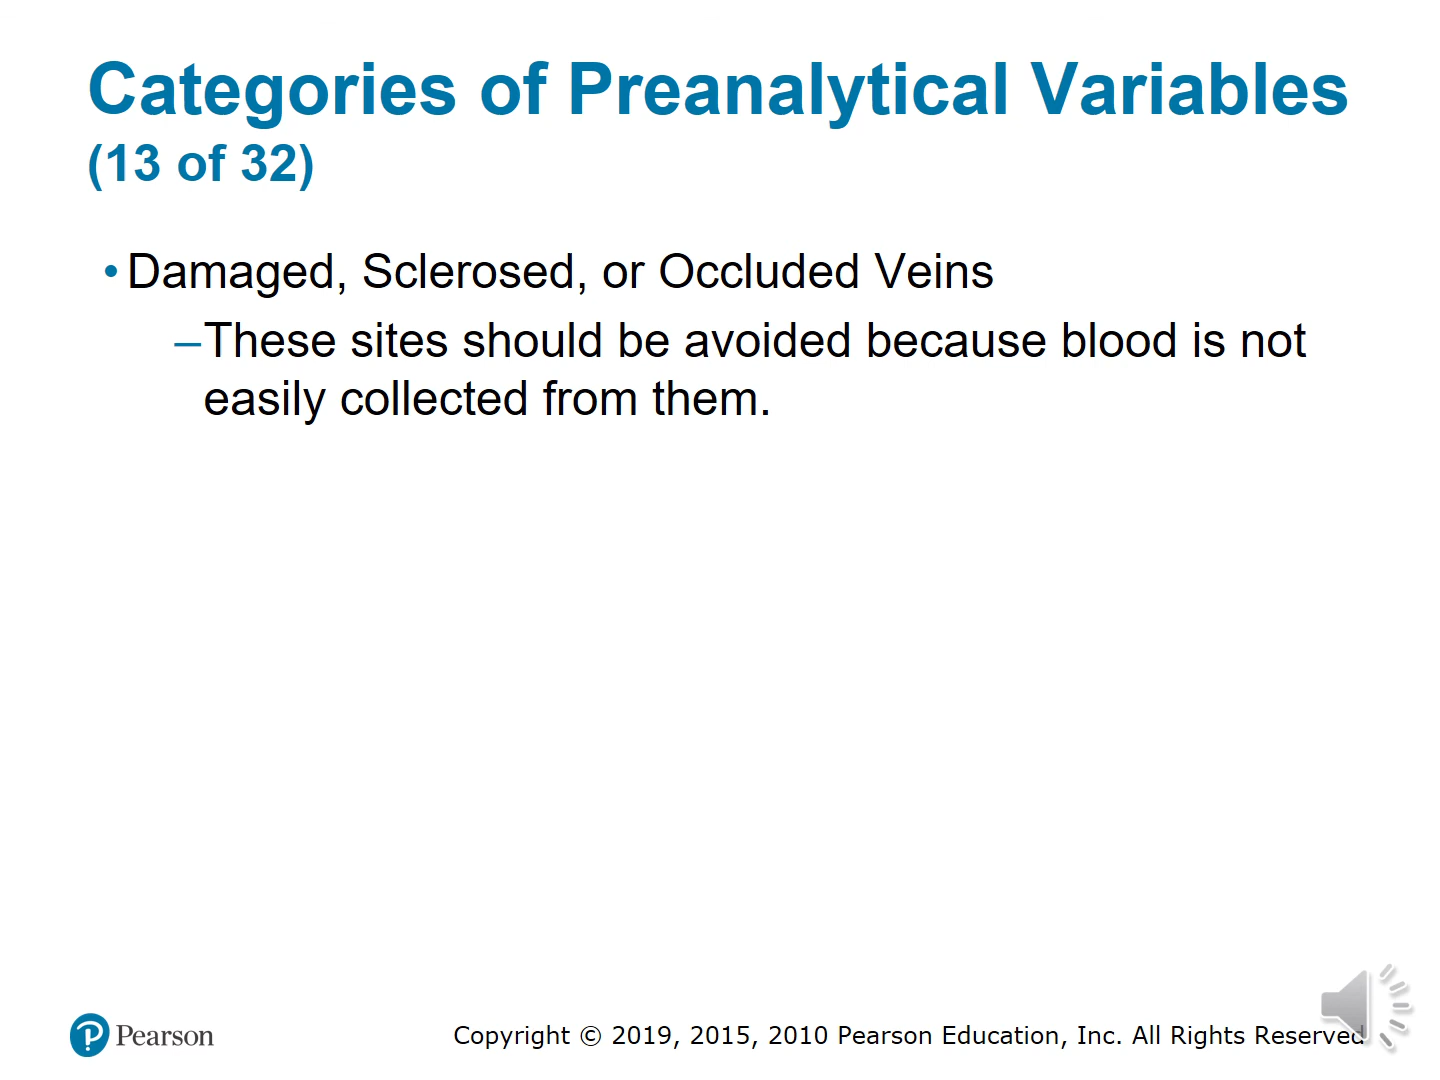 Categories of Preanalytical Variables
(13 of 32)
• Damaged, Sclerosed, or Occluded Veins
–These sites should be avoided because blood is not
easily collected from them.
Pearson
Copyright © 2019, 2015, 2010 Pearson Education, Inc. All Rights Reserved